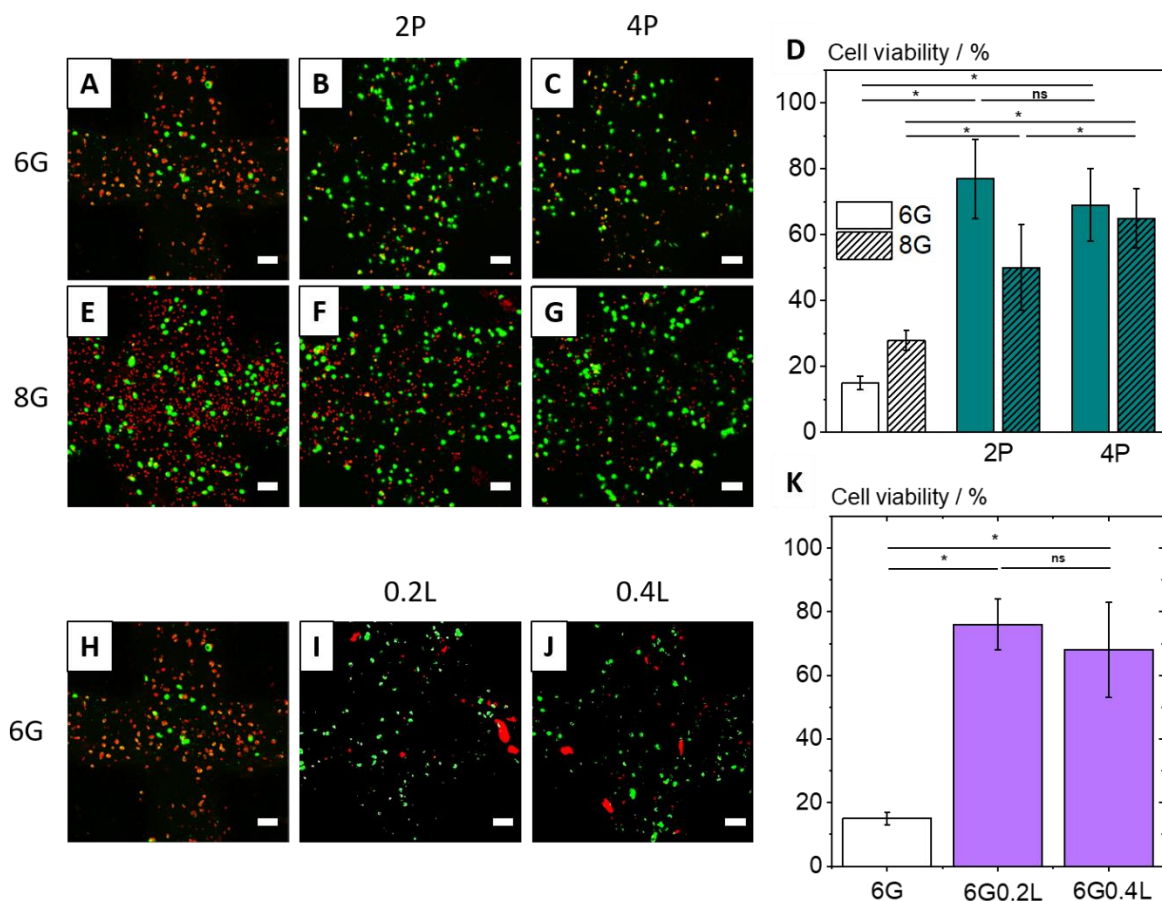 2P 4P
A B C
6G
E F G
8G
D Cell viability / %
100
80
60
40
20
0
* 
* ns
*
* *
6G
8G
2P 4P
0.2L 0.4L
H I J
6G
K Cell viability / %
100
80
60
40
20
0
*
* ns
6G 6G0.2L 6G0.4L